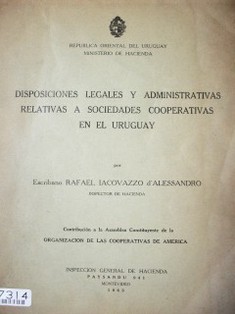 REPUBLICA ORIENTAL DEL URUGUAY
MINISTERIO DE HACIENDA
DISPOSICIONES LEGALES Y ADMINISTRATIVAS
RELATIVAS A SOCIEDADES COOPERATIVAS
EN EL URUGUAY
por
Escribano RAFAEL IACOVAZZO d'ALESSANDRO
INSPECTOR DE HACIENDA
Contribución a la Asamblea Constituyente de la
ORGANIZACION DE LAS COOPERATIVAS DE AMERICA
INSPECCION GENERAL DE HACIENDA
PAYSANDU 941
MONTEVIDEO
7314